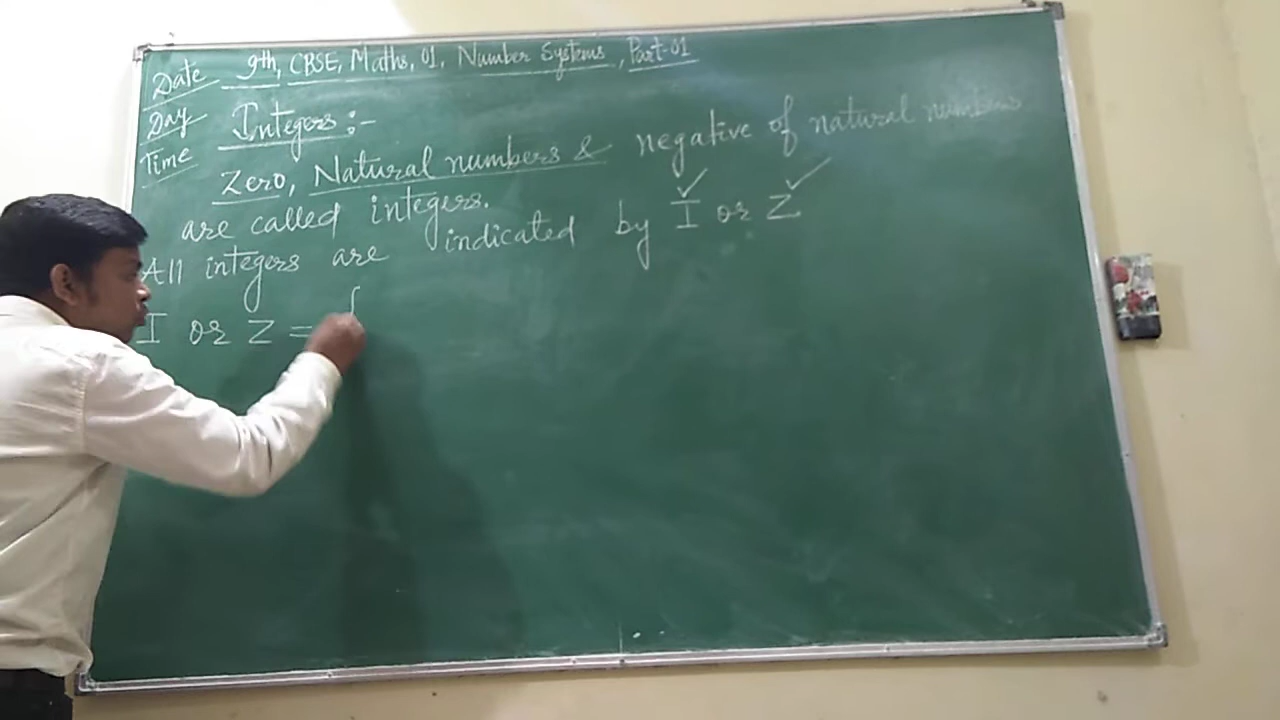 Date 9th, CBSE, Maths, 01, Number Systems, Part-01
Day Integers:-
Time
Zero, Natural numbers & negative of natural numbers
are called integers.
All integers are indicated by I or Z
I or Z = {